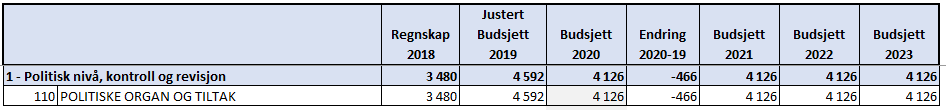 Regnskap 2018 Justert Budsjett 2019 Budsjett 2020 Endring 2020-19 Budsjett 2021 Budsjett 2022 Budsjett 2023
1 - Politisk nivå, kontroll og revisjon 3 480 4 592 4 126 -466 4 126 4 126 4 126
110 POLITISKE ORGAN OG TILTAK 3 480 4 592 4 126 -466 4 126 4 126 4 126